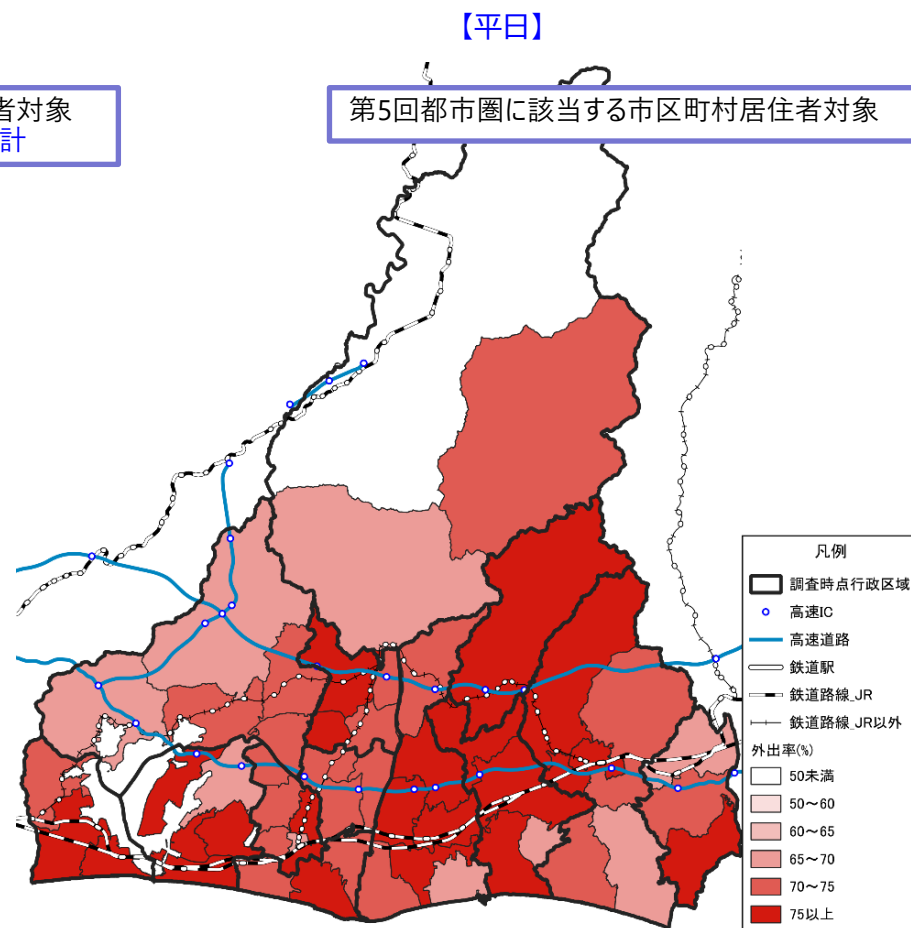 【平日】
者対象
計
第5回都市圏に該当する市区町村居住者対象
凡例
調査時点行政区域
高速IC
高速道路
鉄道駅
鉄道路線_JR
鉄道路線_JR以外
外出率(%)
50未満
50～60
60～65
65～70
70～75
75以上